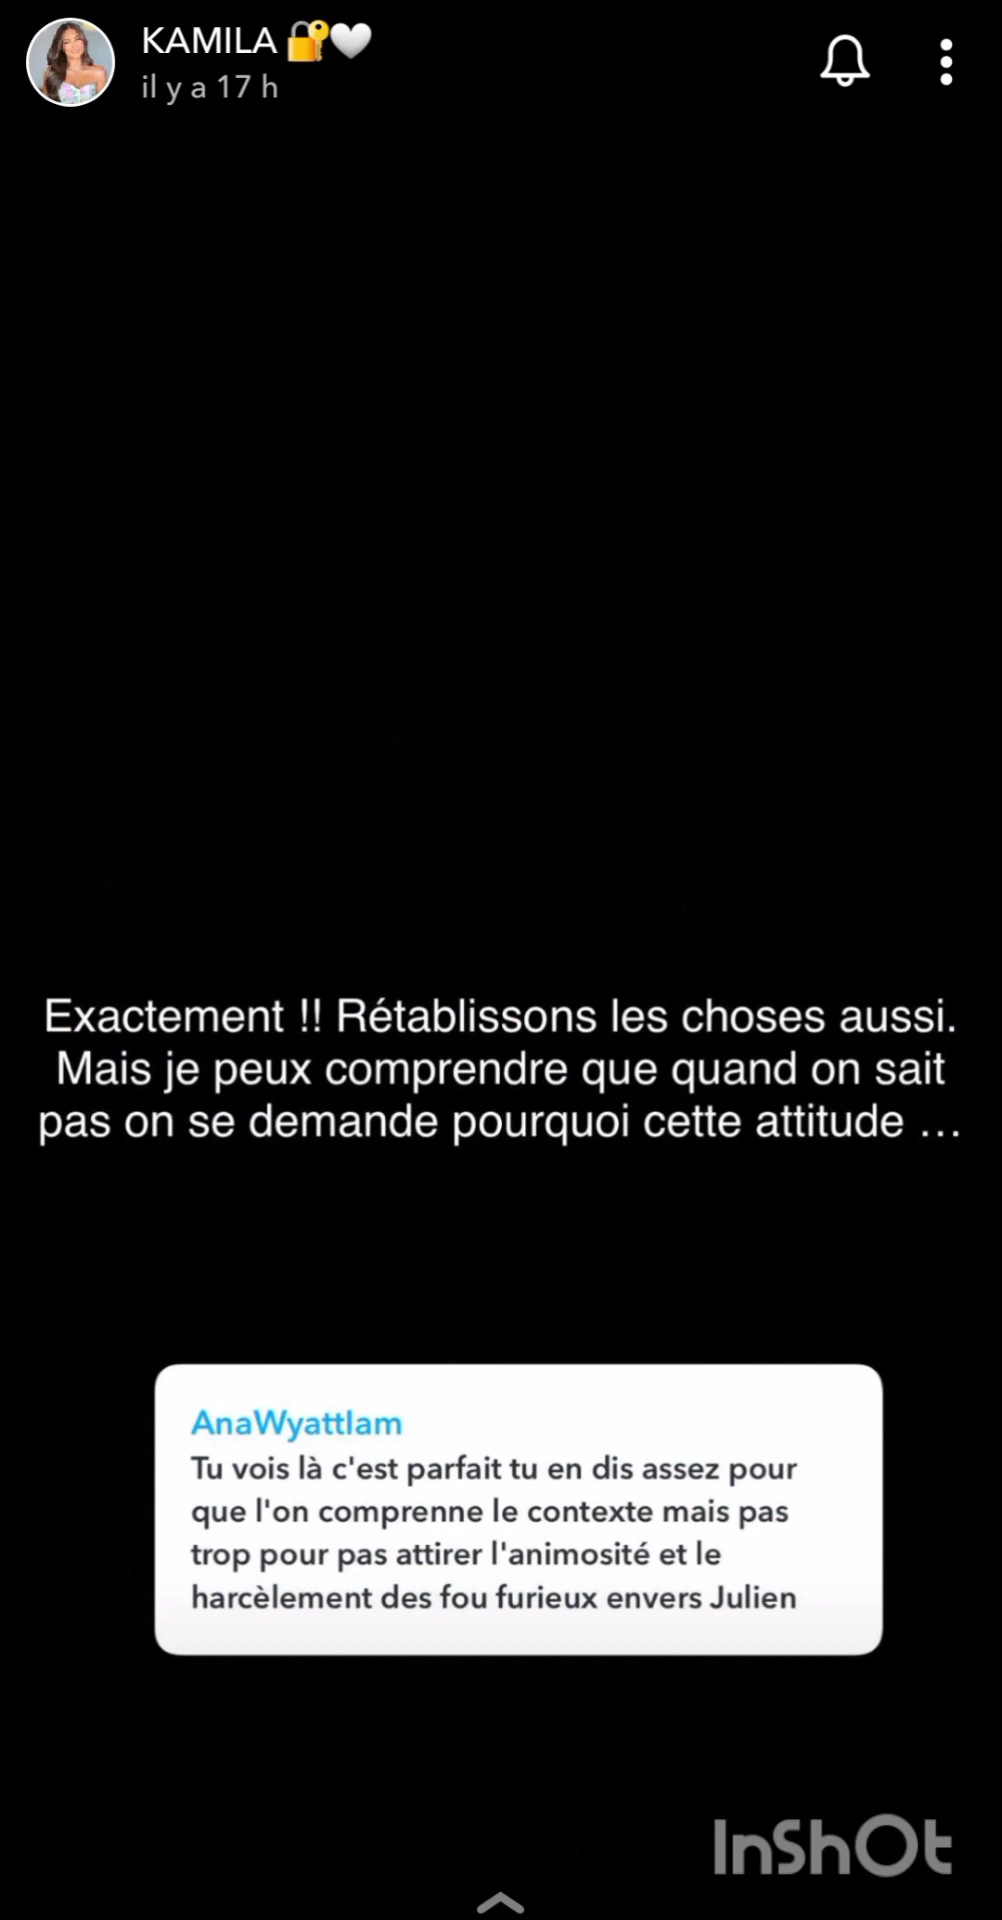 KAMILA 🔐🤍
il y a 17 h
Exactement !! Rétablissons les choses aussi.
Mais je peux comprendre que quand on sait
pas on se demande pourquoi cette attitude ...
AnaWyattlam
Tu vois là c'est parfait tu en dis assez pour
que l'on comprenne le contexte mais pas
trop pour pas attirer l'animosité et le
harcèlement des fou furieux envers Julien
InShOt